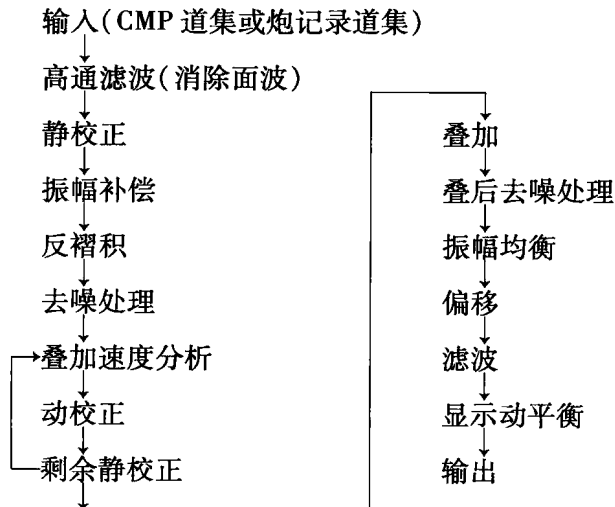 输入(CMP 道集或炮记录道集)
高通滤波(消除面波)
静校正
振幅补偿
反褶积
去噪处理
叠加速度分析
动校正
剩余静校正
叠加
叠后去噪处理
振幅均衡
偏移
滤波
显示动平衡
输出